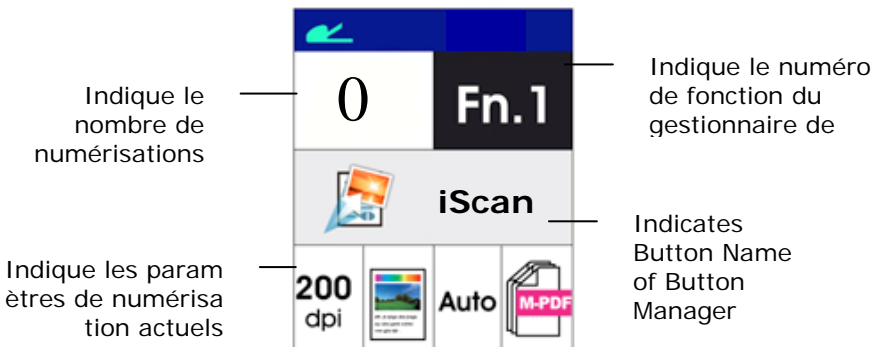 Indique le
nombre de
numérisations
0
Fn.1
Indique le numéro
de fonction du
gestionnaire de
iScan
Indicates
Button Name
of Button
Manager
Indique les param
ètres de numérisa
tion actuels
200
dpi
Auto
M-PDF